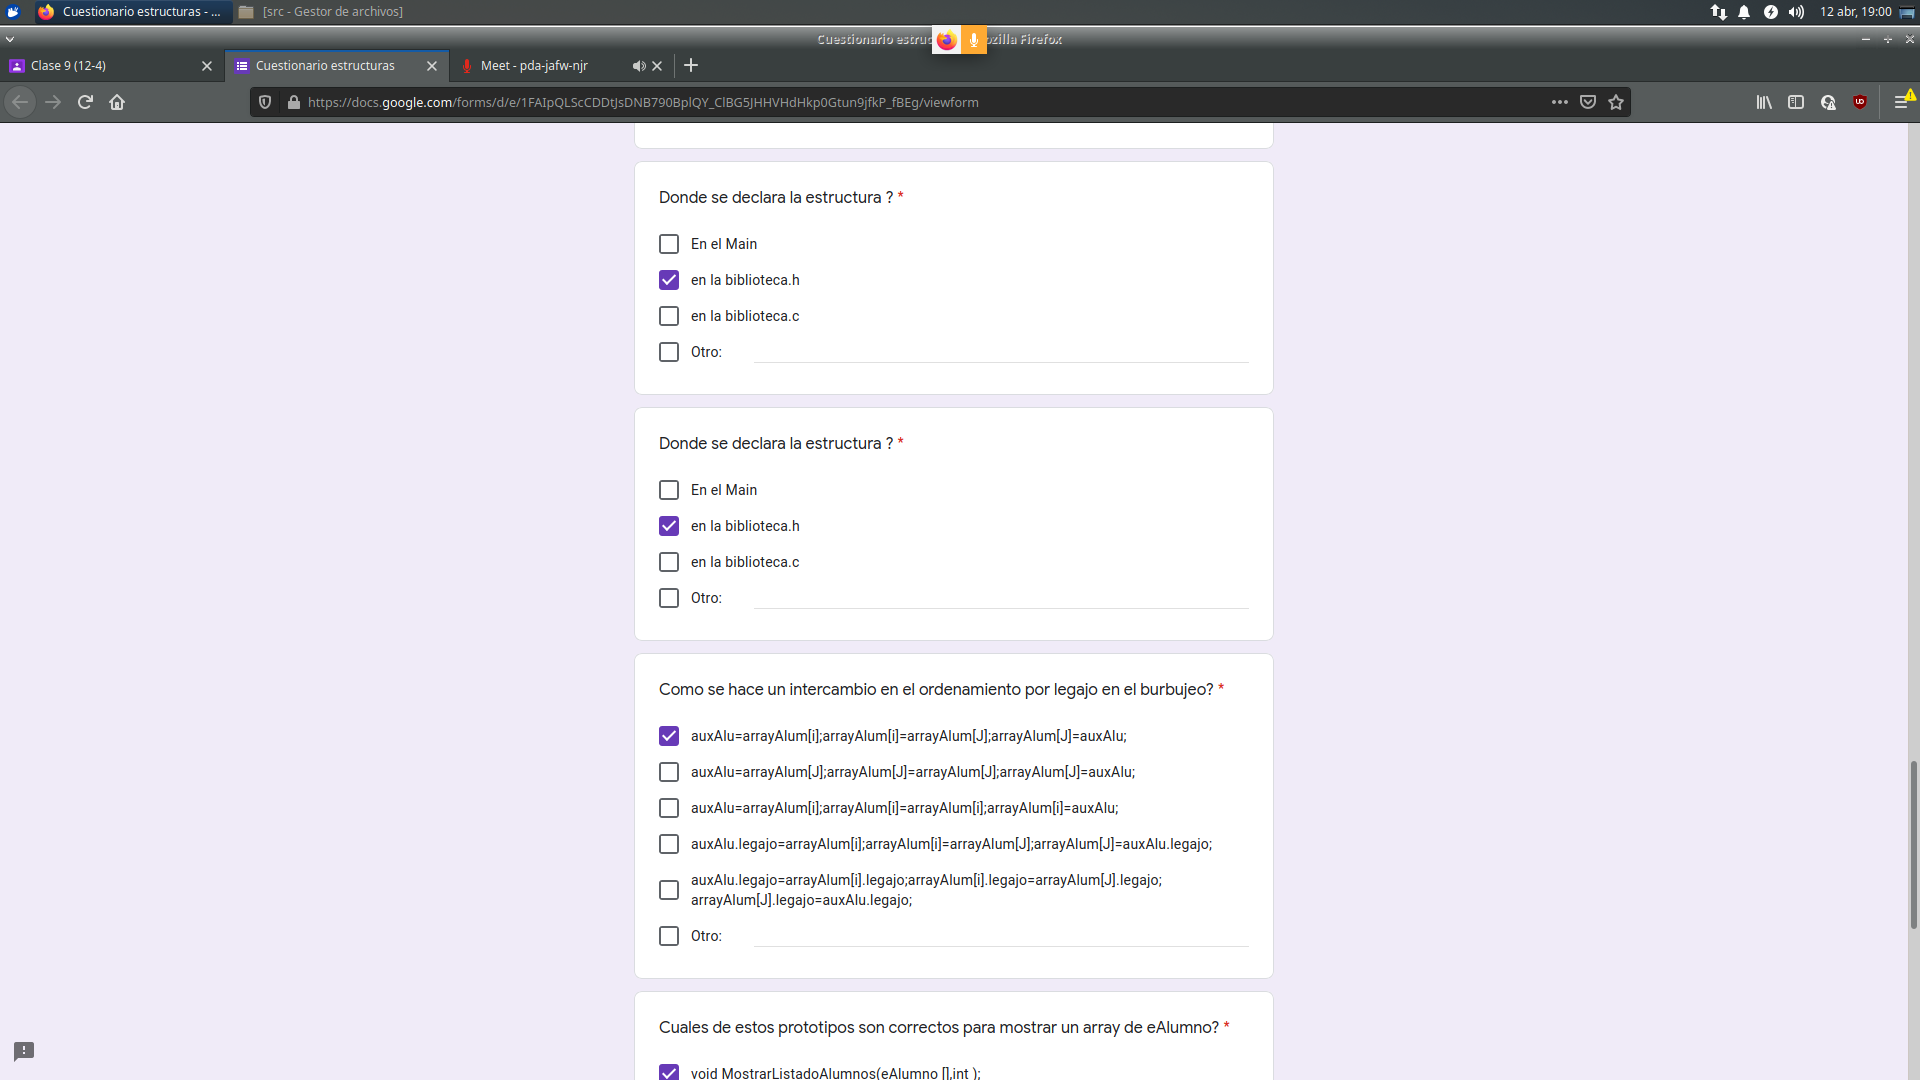 Cuestionario estructuras - ...
[src - Gestor de archivos]
12 abr, 19:00
Cuestionario estruc
ozilla Firefox
Clase 9 (12-4)
Cuestionario estructuras
Meet - pda-jafw-njr
https://docs.google.com/forms/d/e/1FAIpQLScCDDtJsDNB790BplQY_ClBG5JHHVHdHkp0Gtun9jfkP_fBEg/viewform
Donde se declara la estructura ? *
En el Main
en la biblioteca.h
en la biblioteca.c
Otro:
Donde se declara la estructura ? *
En el Main
en la biblioteca.h
en la biblioteca.c
Otro:
Como se hace un intercambio en el ordenamiento por legajo en el burbujeo? *
auxAlu=arrayAlum[i];arrayAlum[i]=arrayAlum[J];arrayAlum[J]=auxAlu;
auxAlu=arrayAlum[J];arrayAlum[J]=arrayAlum[J];arrayAlum[J]=auxAlu;
auxAlu=arrayAlum[i];arrayAlum[i]=arrayAlum[i];arrayAlum[i]=auxAlu;
auxAlu.legajo=arrayAlum[i];arrayAlum[i]=arrayAlum[J];arrayAlum[J]=auxAlu.legajo;
auxAlu.legajo=arrayAlum[i].legajo;arrayAlum[i].legajo=arrayAlum[J].legajo;
arrayAlum[J].legajo=auxAlu.legajo;
Otro:
Cuales de estos prototipos son correctos para mostrar un array de eAlumno? *
void MostrarListadoAlumnos(eAlumno [],int );